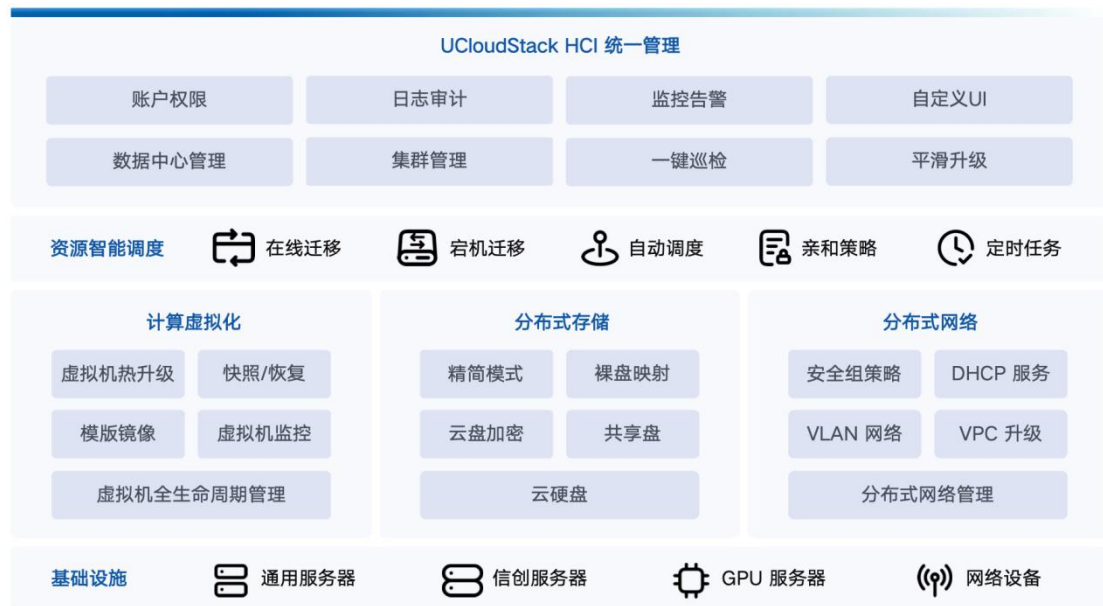 UCloudStack HCI 统一管理
账户权限 日志审计 监控告警 自定义UI
数据中心管理 集群管理 一键巡检 平滑升级
资源智能调度 在线迁移 宕机迁移 自动调度 亲和策略 定时任务
计算虚拟化
虚拟机热升级 快照/恢复
模版镜像 虚拟机监控
虚拟机全生命周期管理
分布式存储
精简模式 裸盘映射
云盘加密 共享盘
云硬盘
分布式网络
安全组策略 DHCP 服务
VLAN 网络 VPC 升级
分布式网络管理
基础设施 通用服务器 信创服务器 GPU 服务器 网络设备